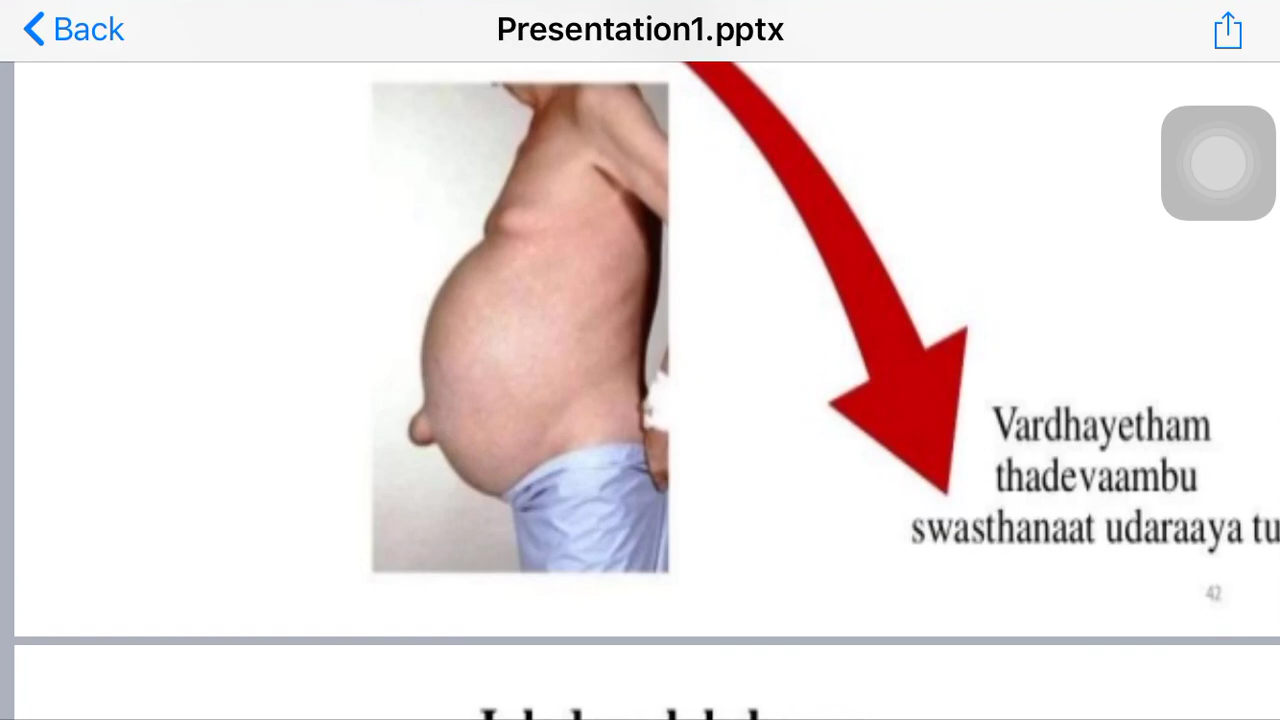 Back
Presentation1.pptx
Vardhayetham
thadevaambu
swasthanaat udaraaya tu
42